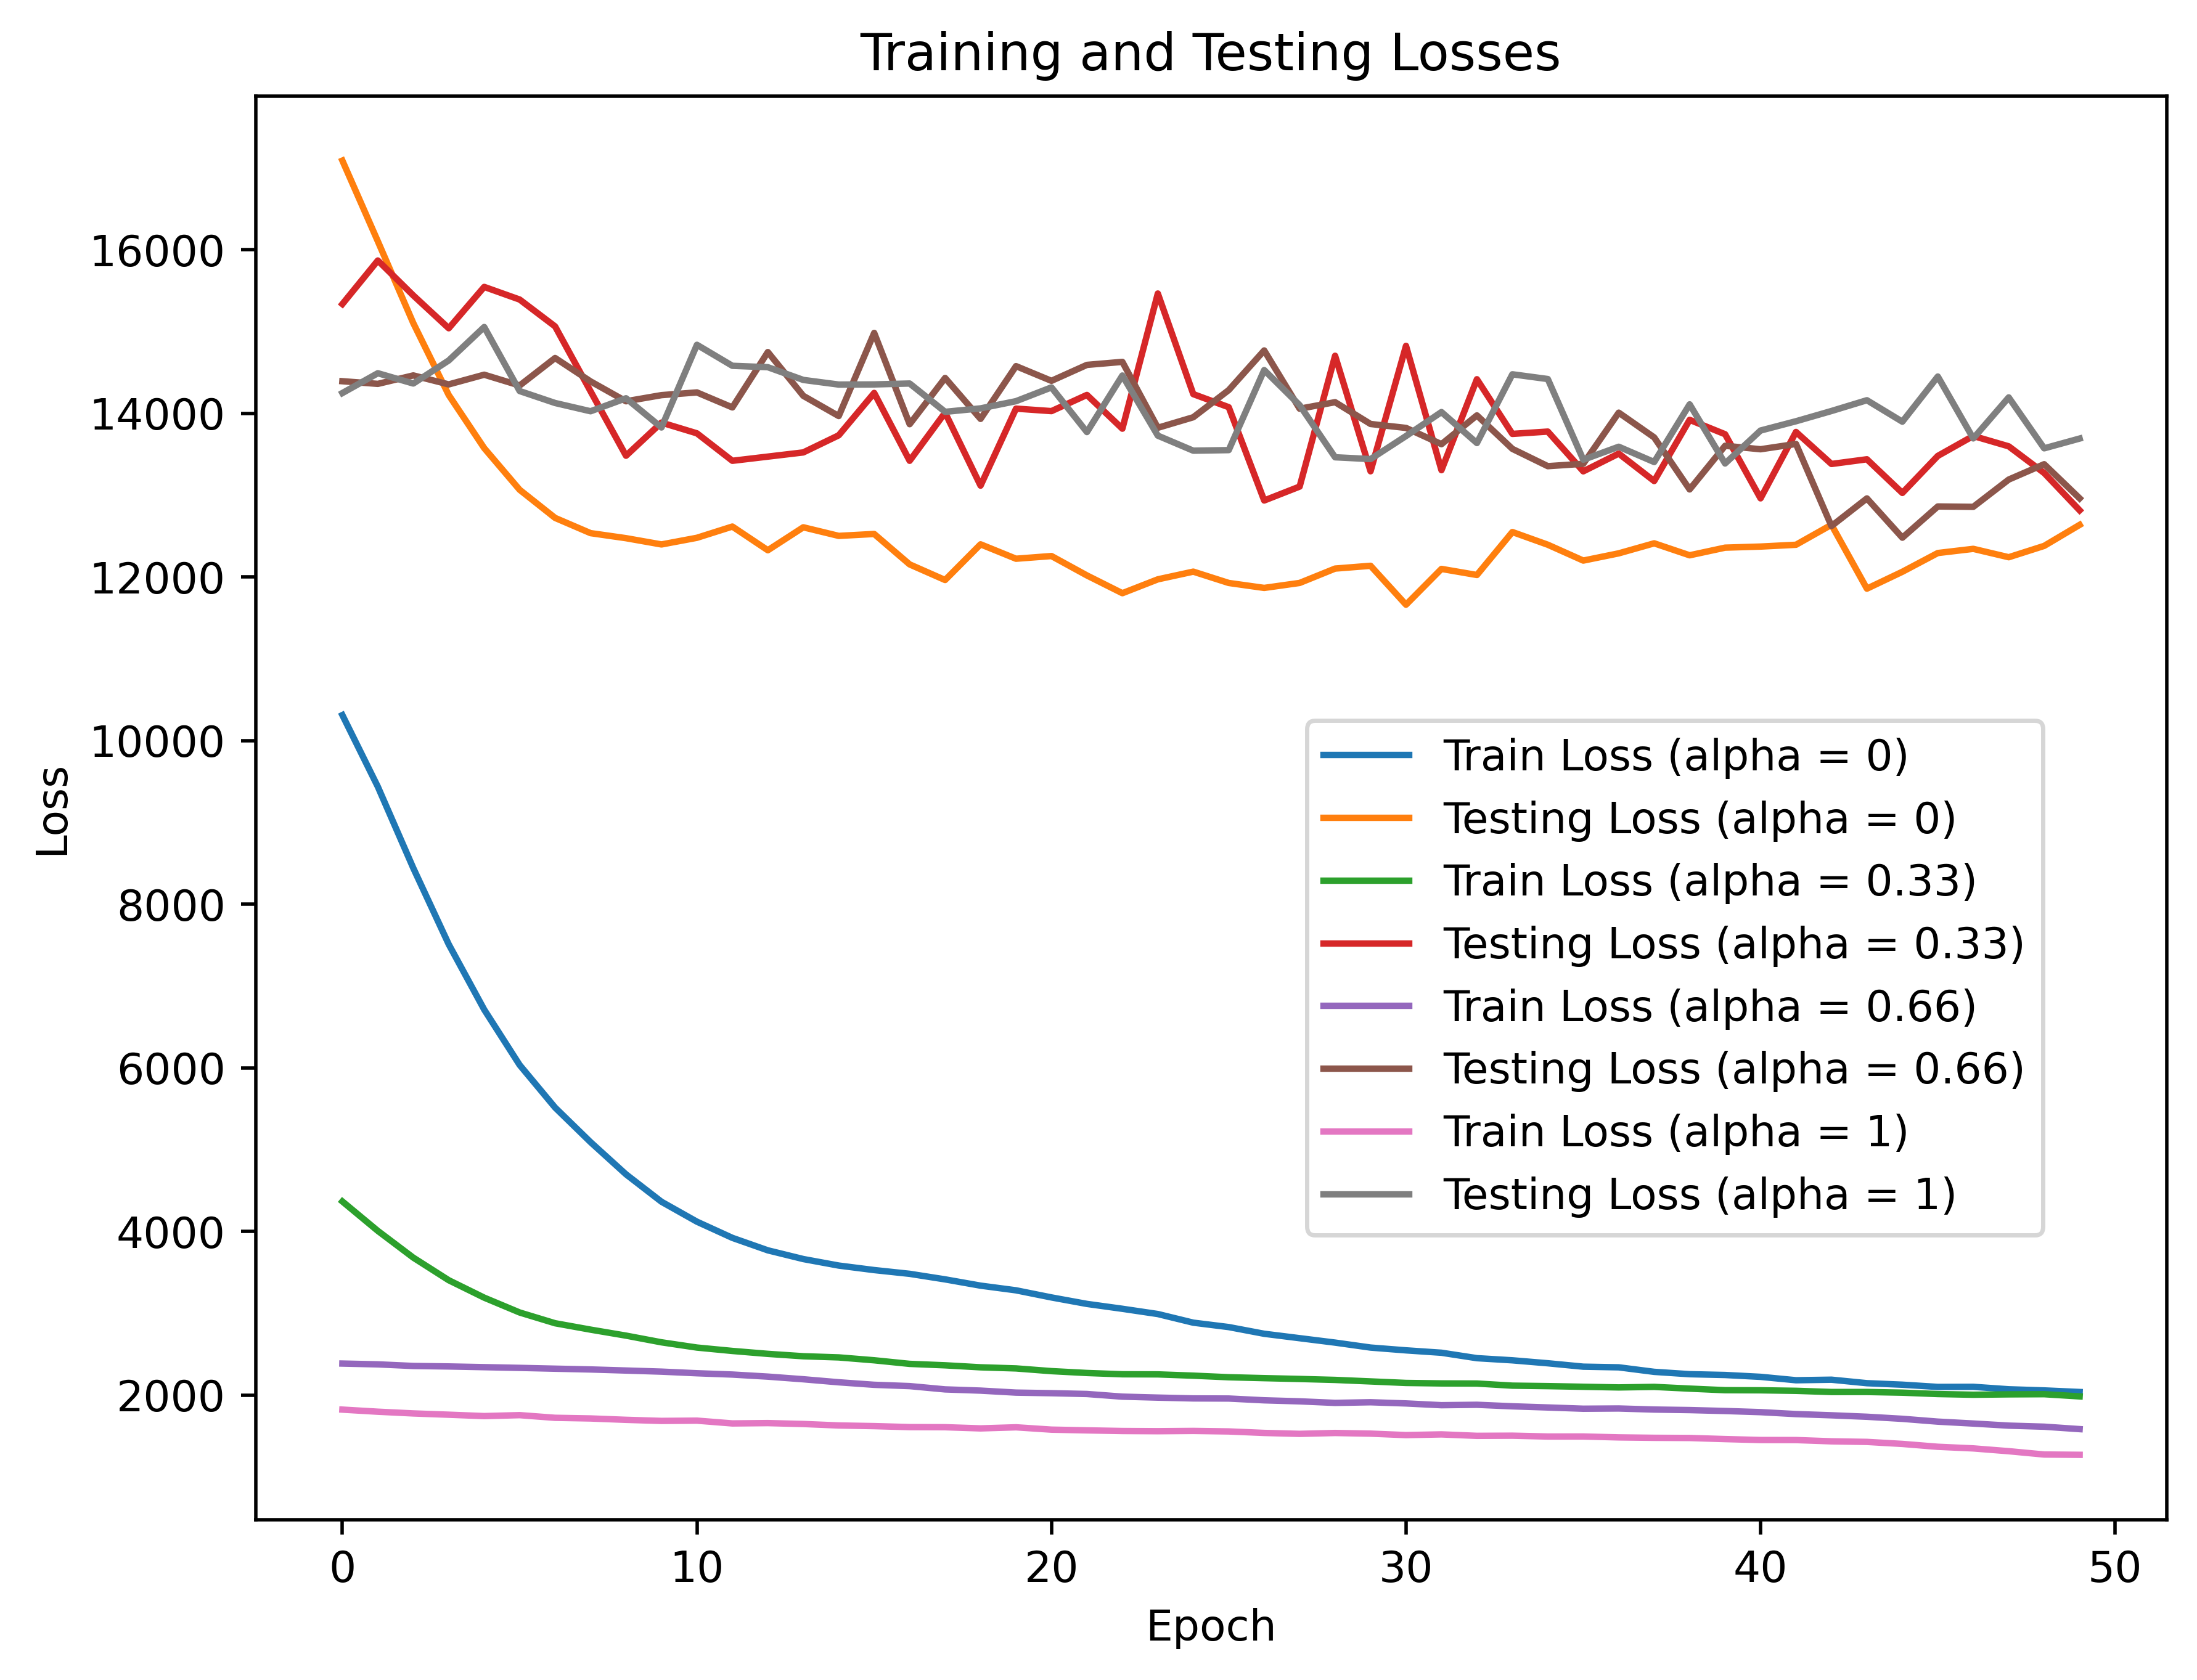 Training and Testing Losses
16000
14000
12000
10000
8000
6000
4000
2000
Loss
Train Loss (alpha = 0)
Testing Loss (alpha = 0)
Train Loss (alpha = 0.33)
Testing Loss (alpha = 0.33)
Train Loss (alpha = 0.66)
Testing Loss (alpha = 0.66)
Train Loss (alpha = 1)
Testing Loss (alpha = 1)
0 10 20 30 40 50
Epoch